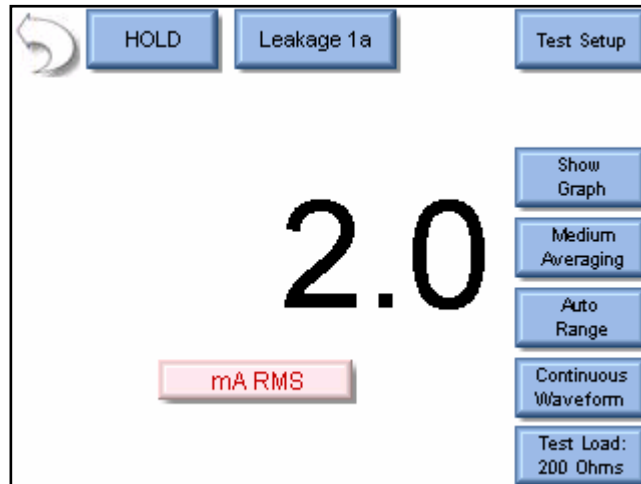 HOLD
Leakage 1a
Test Setup
Show
Graph
Medium
Averaging
2.0
Auto
Range
mA RMS
Continuous
Waveform
Test Load:
200 Ohms